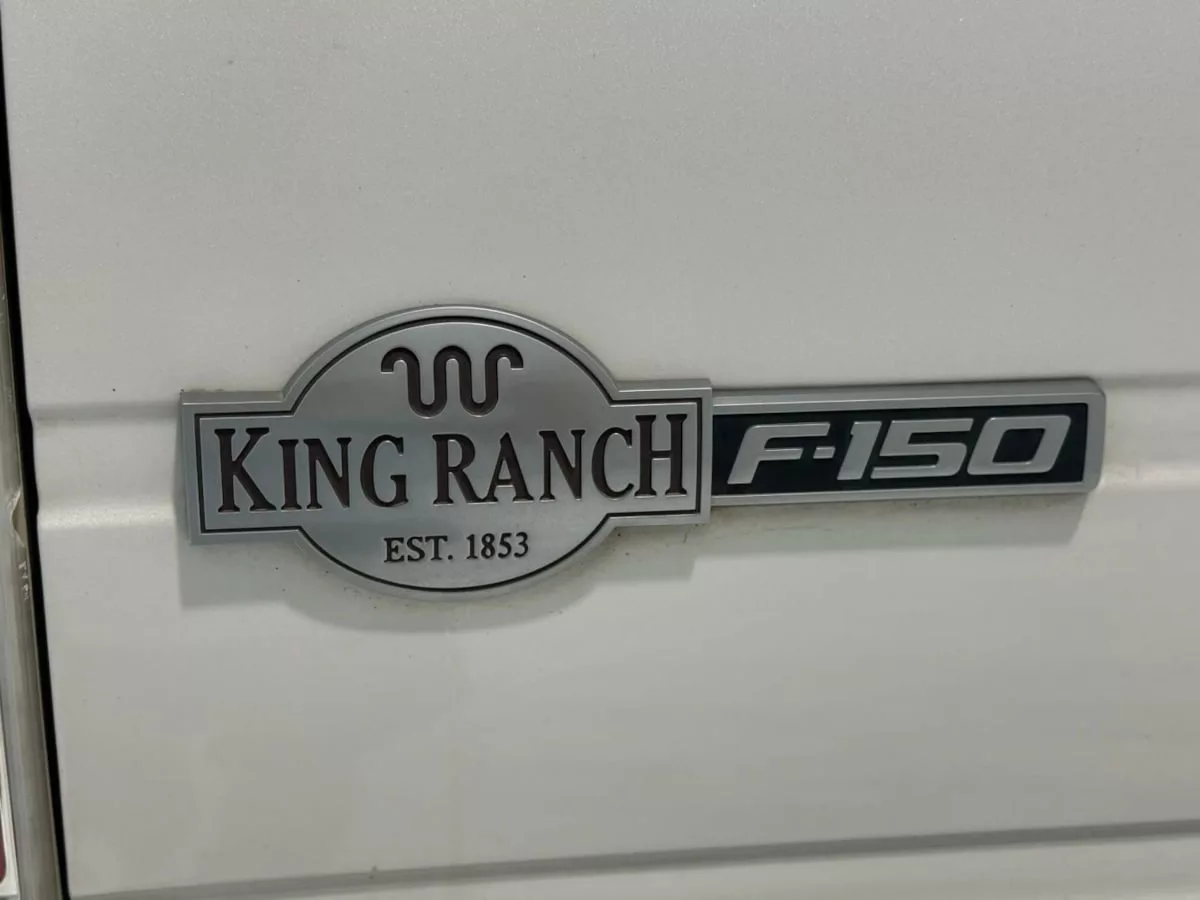 KING RANCH
EST. 1853
F-150